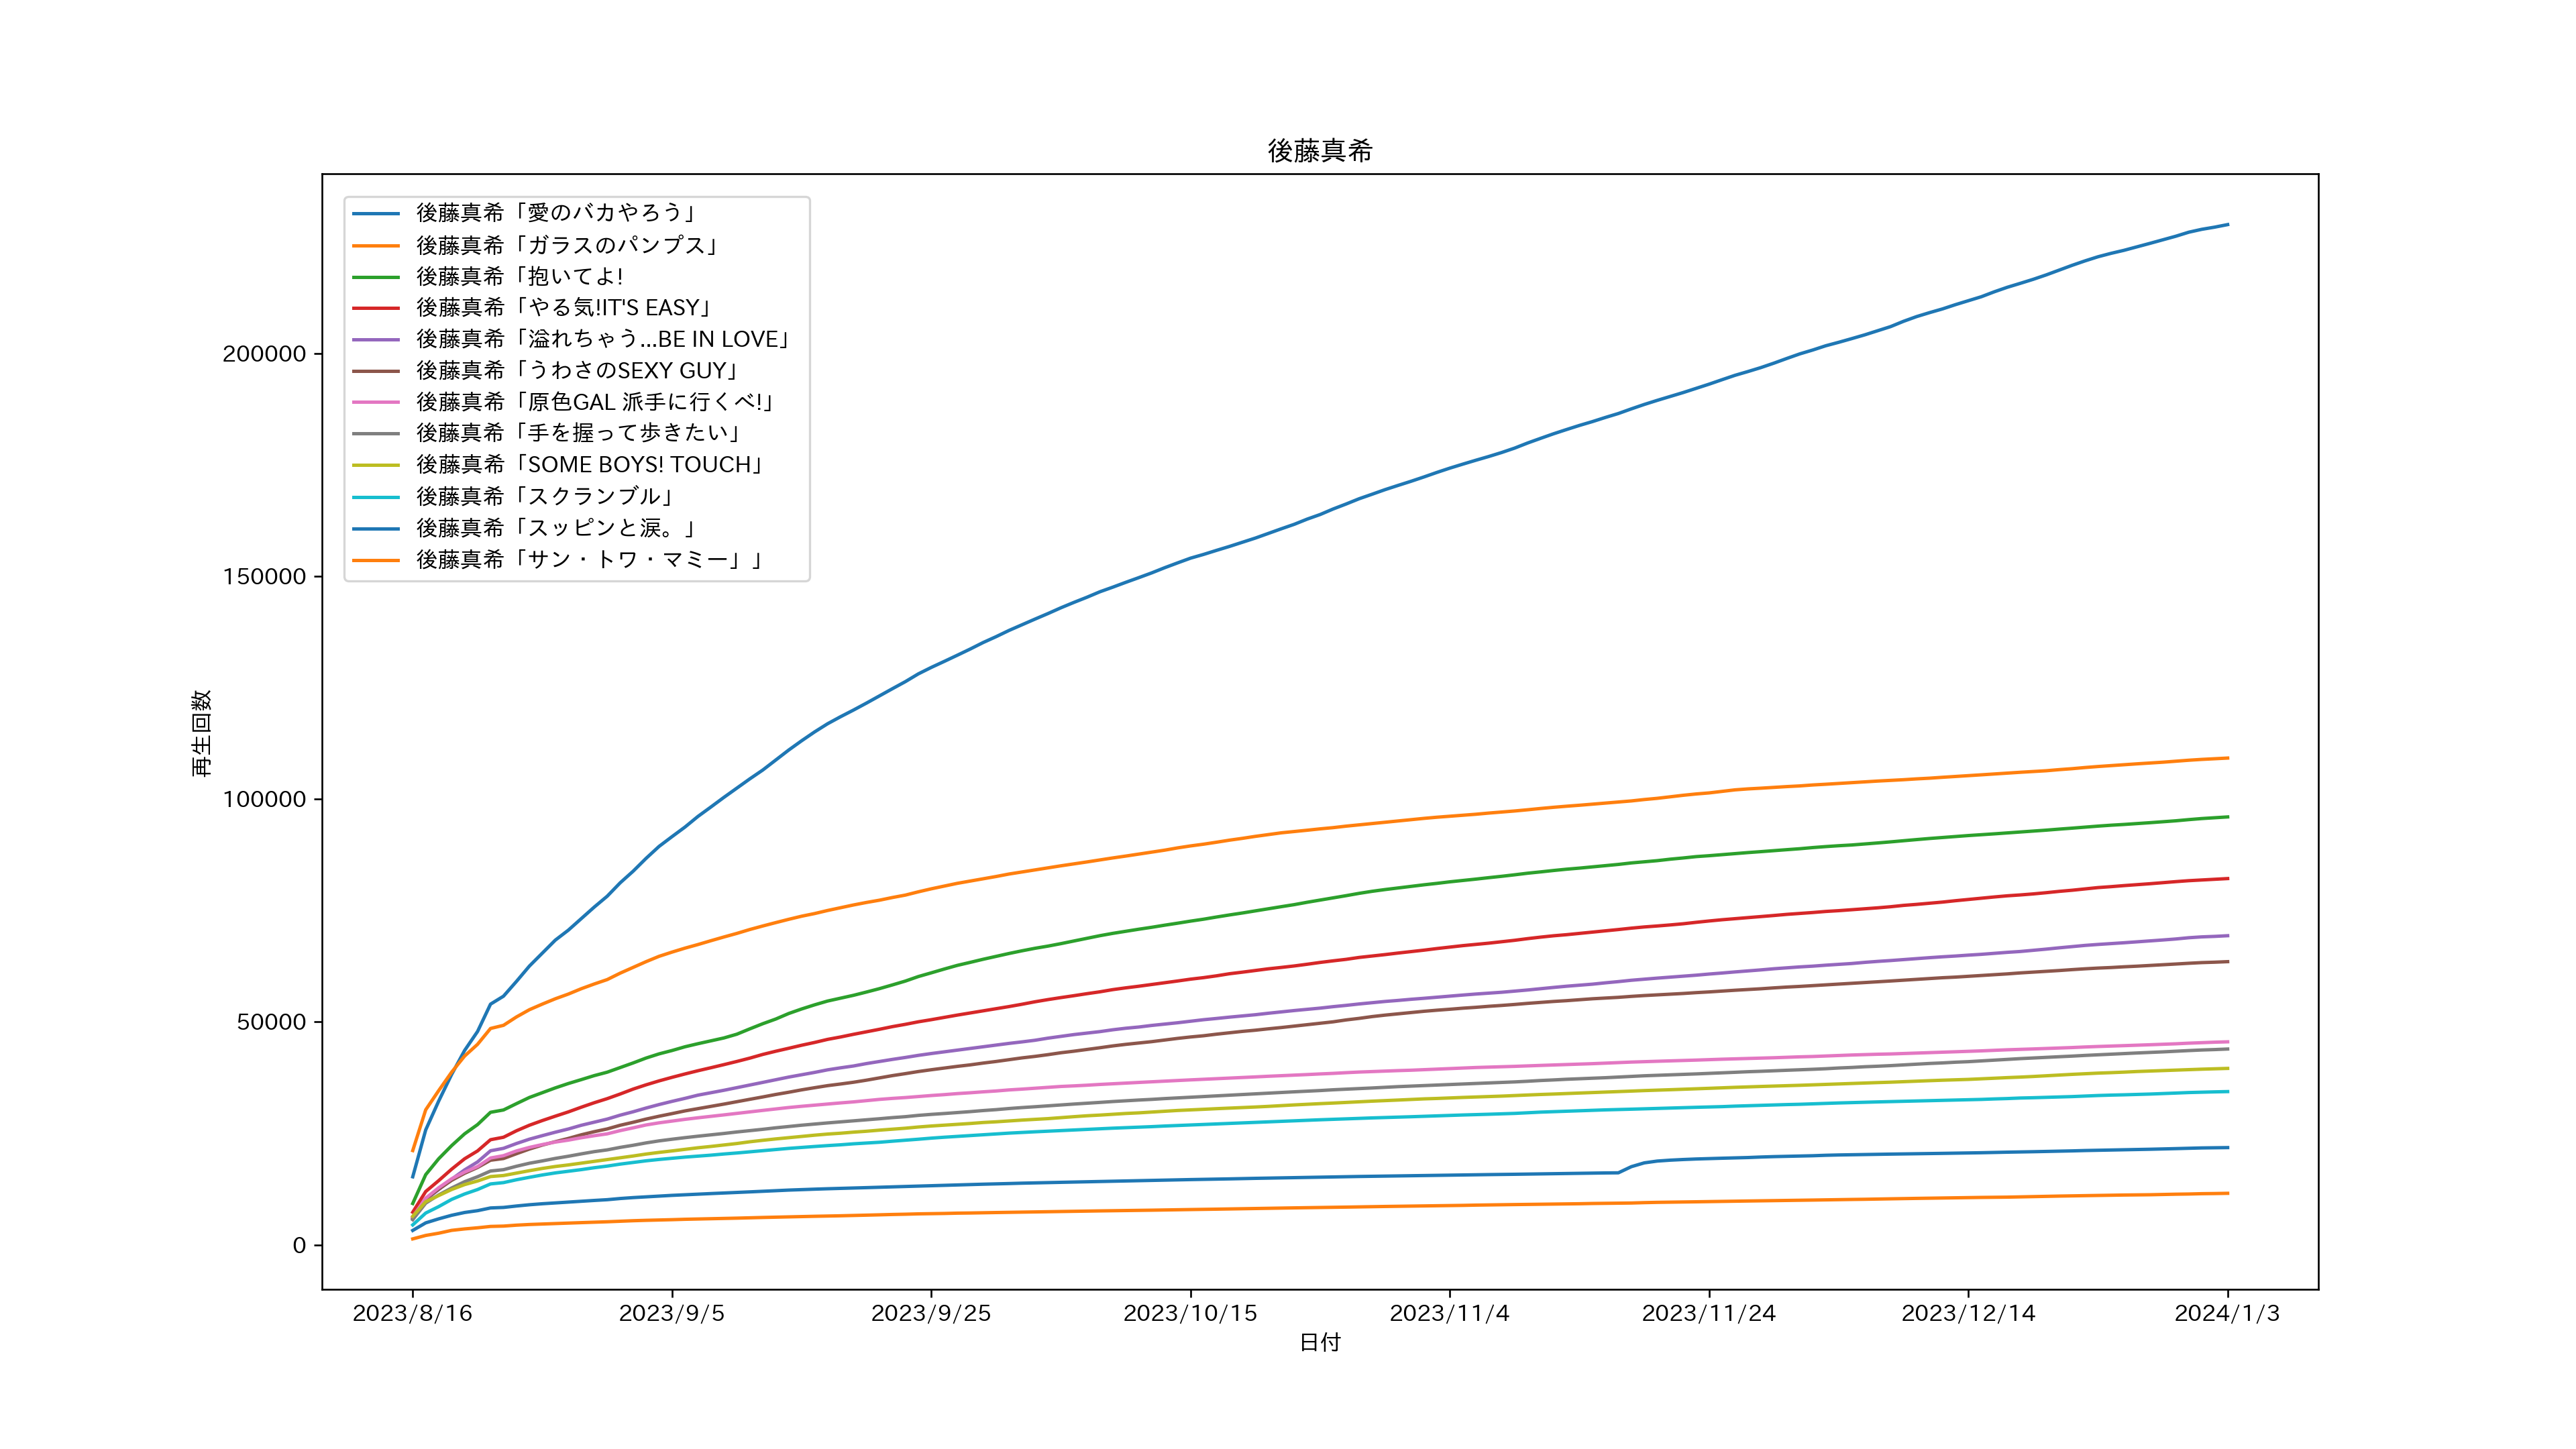 後藤真希
後藤真希「愛のバカやろう」
後藤真希「ガラスのパンプス」
後藤真希「抱いてよ!
後藤真希「やる気!IT'S EASY」
後藤真希「溢れちゃう...BE IN LOVE」
後藤真希「うわさのSEXY GUY」
後藤真希「原色GAL 派手に行くべ!」
後藤真希「手を握って歩きたい」
後藤真希「SOME BOYS! TOUCH」
後藤真希「スクランブル」
後藤真希「スッピンと涙。」
後藤真希「サン・トワ・マミー」」
再生回数
200000
150000
100000
50000
0
2023/8/16 2023/9/5 2023/9/25 2023/10/15 2023/11/4 2023/11/24 2023/12/14 2024/1/3
日付